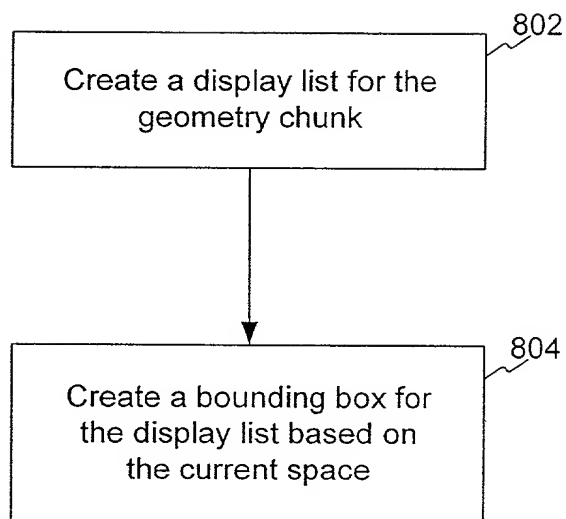 802
Create a display list for the
geometry chunk
804
Create a bounding box for
the display list based on
the current space